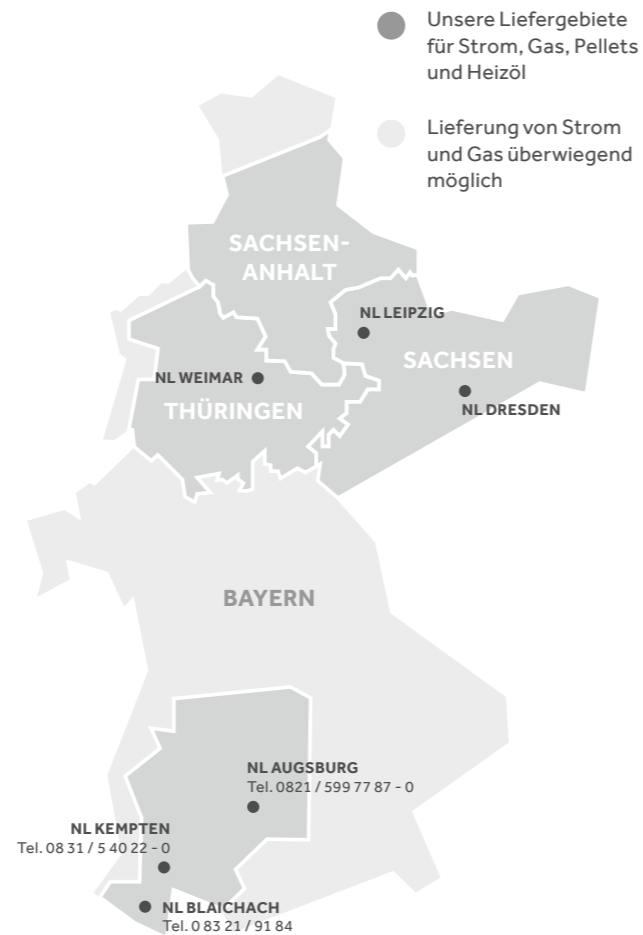 Unsere Liefergebiete
für Strom, Gas, Pellets
und Heizöl
Lieferung von Strom
und Gas überwiegend
möglich
SACHSEN-
ANHALT
NL LEIPZIG
SACHSEN
NL WEIMAR
THÜRINGEN
NL DRESDEN
BAYERN
NL AUGSBURG
Tel. 0821 / 599 77 87 - 0
NL KEMPTEN
Tel. 08 31 / 5 40 22 - 0
NL BLAICHACH
Tel. 0 83 21 / 91 84